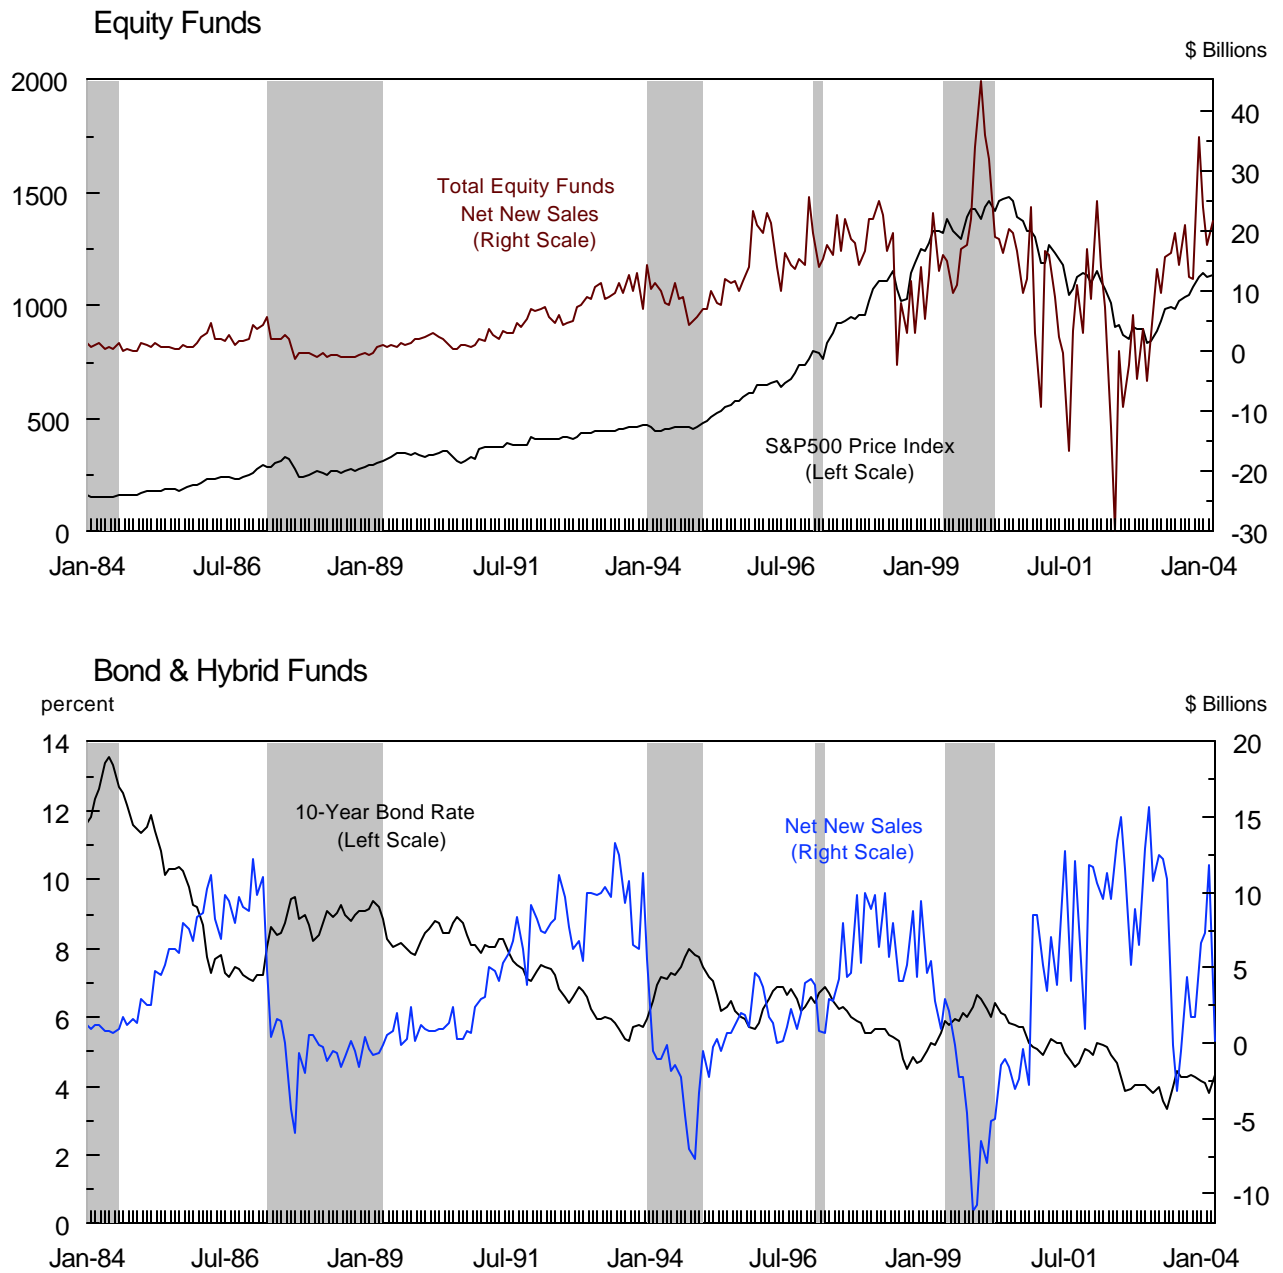 Equity Funds
$ Billions
2000
1500
1000
500
0
40
30
20
10
0
-10
-20
-30
Total Equity Funds
Net New Sales
(Right Scale)
S&P500 Price Index
(Left Scale)
Jan-84 Jul-86 Jan-89 Jul-91 Jan-94 Jul-96 Jan-99 Jul-01 Jan-04
Bond & Hybrid Funds
percent
$ Billions
14
12
10
8
6
4
2
0
20
15
10
5
0
-5
-10
10-Year Bond Rate
(Left Scale)
Net New Sales
(Right Scale)
Jan-84 Jul-86 Jan-89 Jul-91 Jan-94 Jul-96 Jan-99 Jul-01 Jan-04